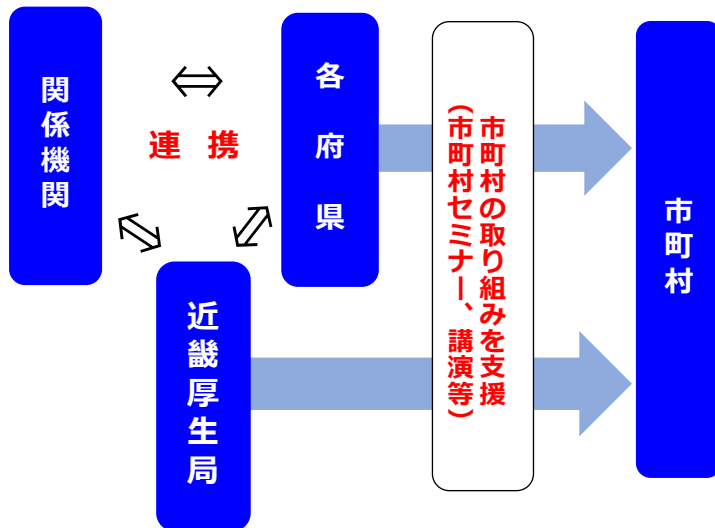 関係機関
連携
各府県
近畿厚生局
市町村の取り組みを支援
(市町村セミナー、講演等)
市町村